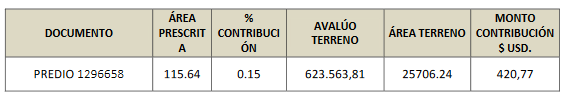 DOCUMENTO
ÁREA
PRESCRIT
A
%
CONTRIBUCI
ÓN
AVALÚO
TERRENO
ÁREA TERRENO
MONTO
CONTRIBUCIÓN
$ USD.
PREDIO 1296658
115.64
0.15
623.563,81
25706.24
420,77